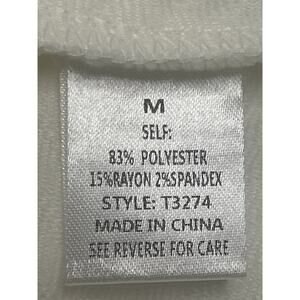 M
SELF:
83% POLYESTER
15%RAYON 2%SPANDEX
STYLE: T3274
MADE IN CHINA
SEE REVERSE FOR CARE